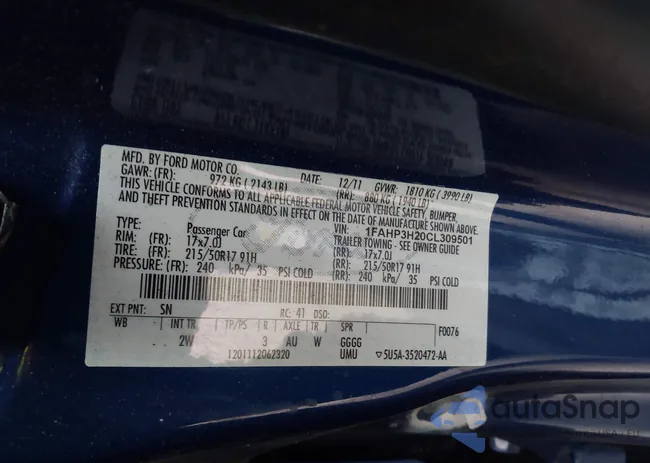 MFD. BY FORD MOTOR CO.
DATE: 12/11 GVWR: 1810 KG (3990 LB)
GAWR: (FR): 972 KG (2143 LB) (RR): 880 KG (1940 LB)
THIS VEHICLE CONFORMS TO ALL APPLICABLE FEDERAL MOTOR VEHICLE SAFETY, BUMPER,
AND THEFT PREVENTION STANDARDS IN EFFECT ON THE DATE OF MANUFACTURE SHOWN ABOVE.
VIN: 1FAHP3H20CL309501
TYPE: Passenger Car TRAILER TOWING - SEE OWNER GUIDE
RIM: (FR): 17x7.0J (RR): 17x7.0J
TIRE: (FR): 215/50R17 91H (RR): 215/50R17 91H
PRESSURE: (FR): 240 kPa/ 35 PSI COLD (RR): 240 kPa/ 35 PSI COLD
EXT PNT: SN RC: 41 DSO: F0076
WB INT TR TP/PS R AXLE TR SPR
2W 3 AU W GGGG
1201112062320 UMU 5U5A-3520472-AA
autoSnap